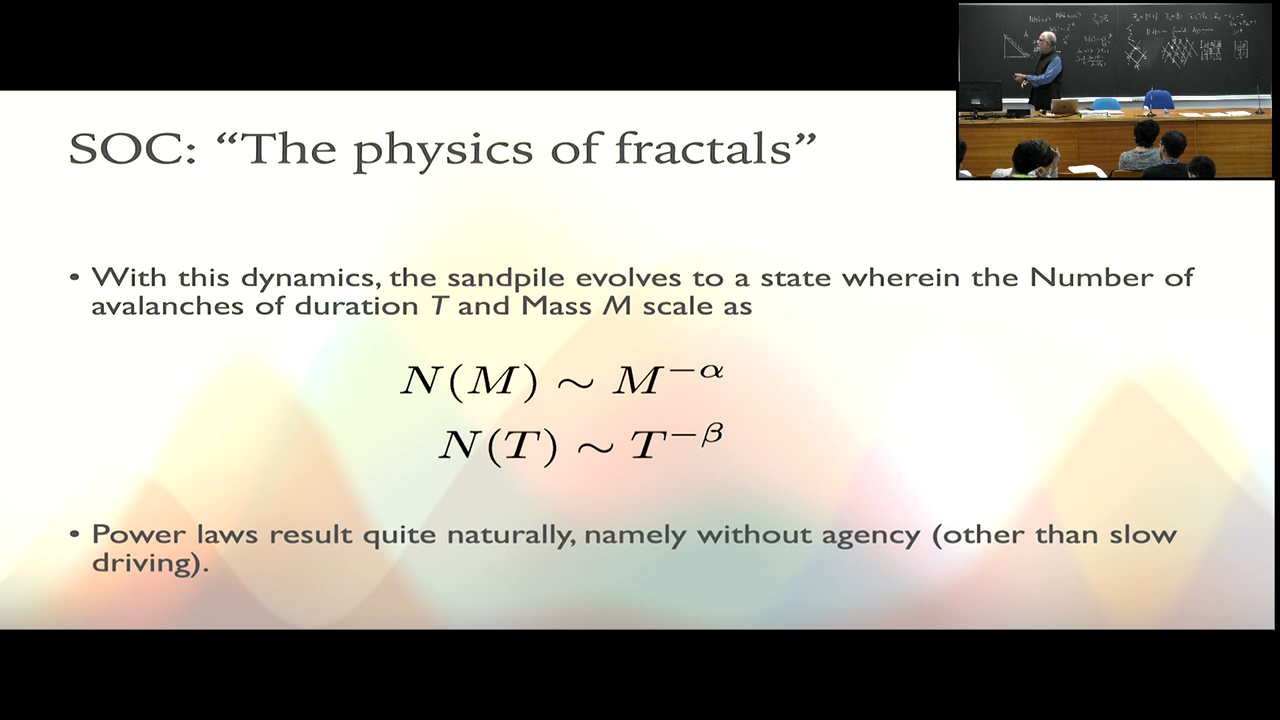 SOC: “The physics of fractals”
• With this dynamics, the sandpile evolves to a state wherein the Number of
avalanches of duration T and Mass M scale as
N(M) ∼ M^{−α}
N(T) ∼ T^{−β}
• Power laws result quite naturally, namely without agency (other than slow
driving).